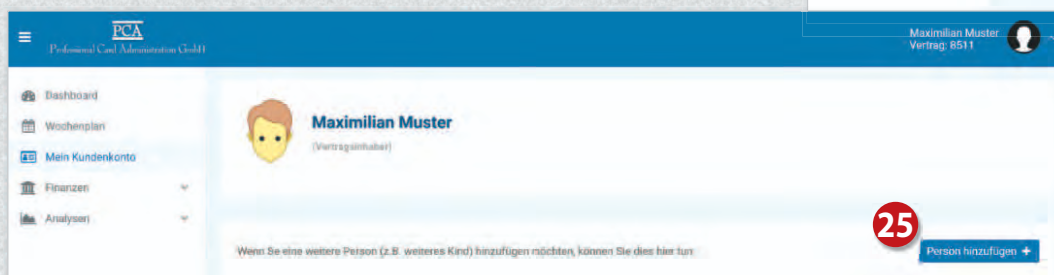 PCA
Professional Card Administration GmbH
Maximilian Muster
Vertrag: 8511
Dashboard
Wochenplan
Mein Kundenkonto
Finanzen
Analysen
Maximilian Muster
(Vertragsinhaber)
25
Wenn Sie eine weitere Person (z.B. weiteres Kind) hinzufügen möchten, können Sie dies hier tun:
Person hinzufügen +